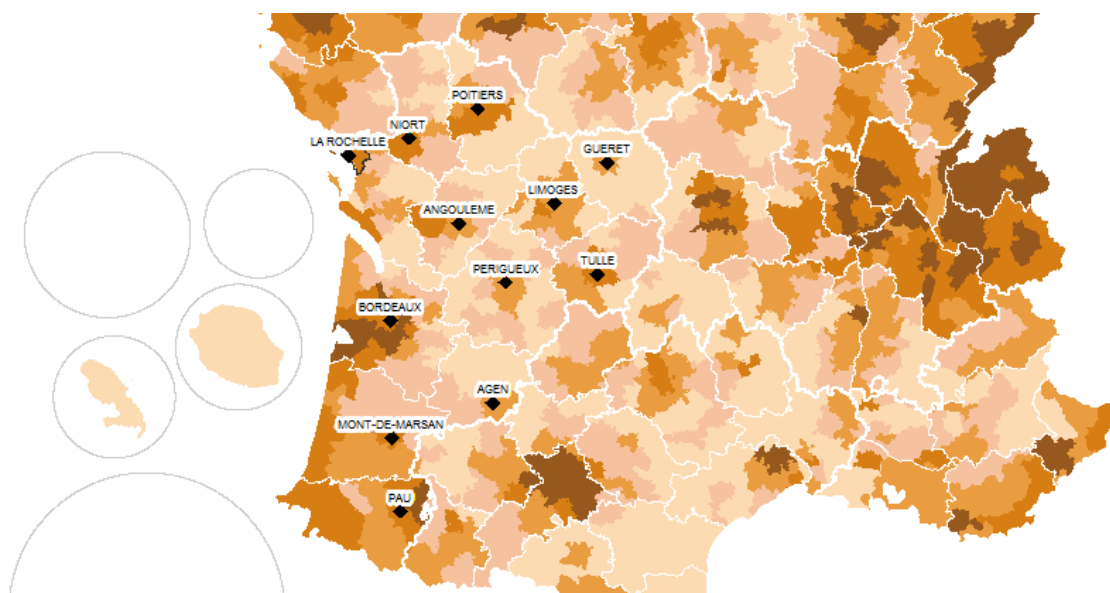 POITIERS
NIORT
LA ROCHELLE
GUERET
LIMOGES
ANGOULEME
TULLE
PERIGUEUX
BORDEAUX
AGEN
MONT-DE-MARSAN
PAU